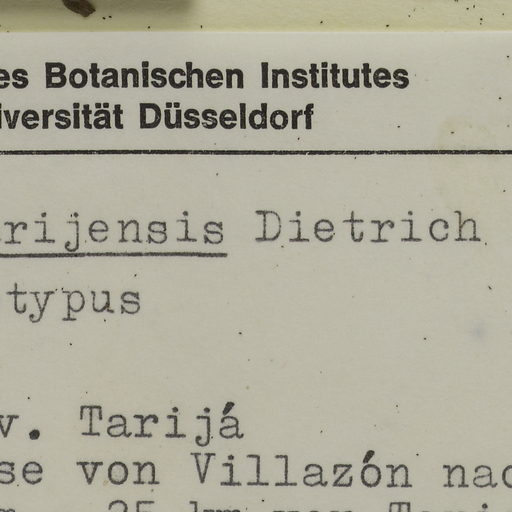 es Botanischen Institutes
iversität Düsseldorf
rijensis Dietrich
typus
v. Tarijá
se von Villazón nac